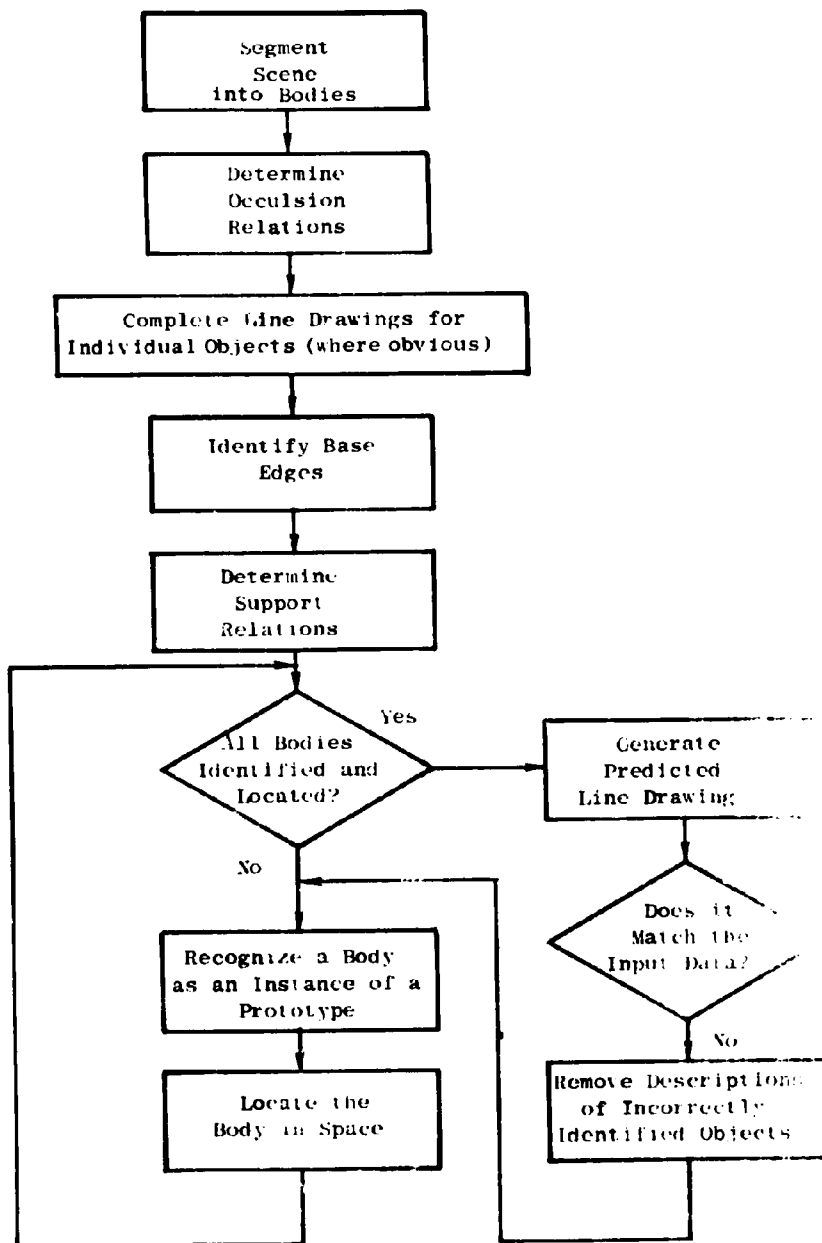 Segment
Scene
into Bodies
Determine
Occulsion
Relations
Complete Line Drawings for
Individual Objects (where obvious)
Identify Base
Edges
Determine
Support
Relations
All Bodies
Identified and
Located?
Yes
No
Generate
Predicted
Line Drawing
Does it
Match the
Input Data?
No
Recognize a Body
as an Instance of a
Prototype
Locate the
Body in Space
Remove Descriptions
of Incorrectly
Identified Objects